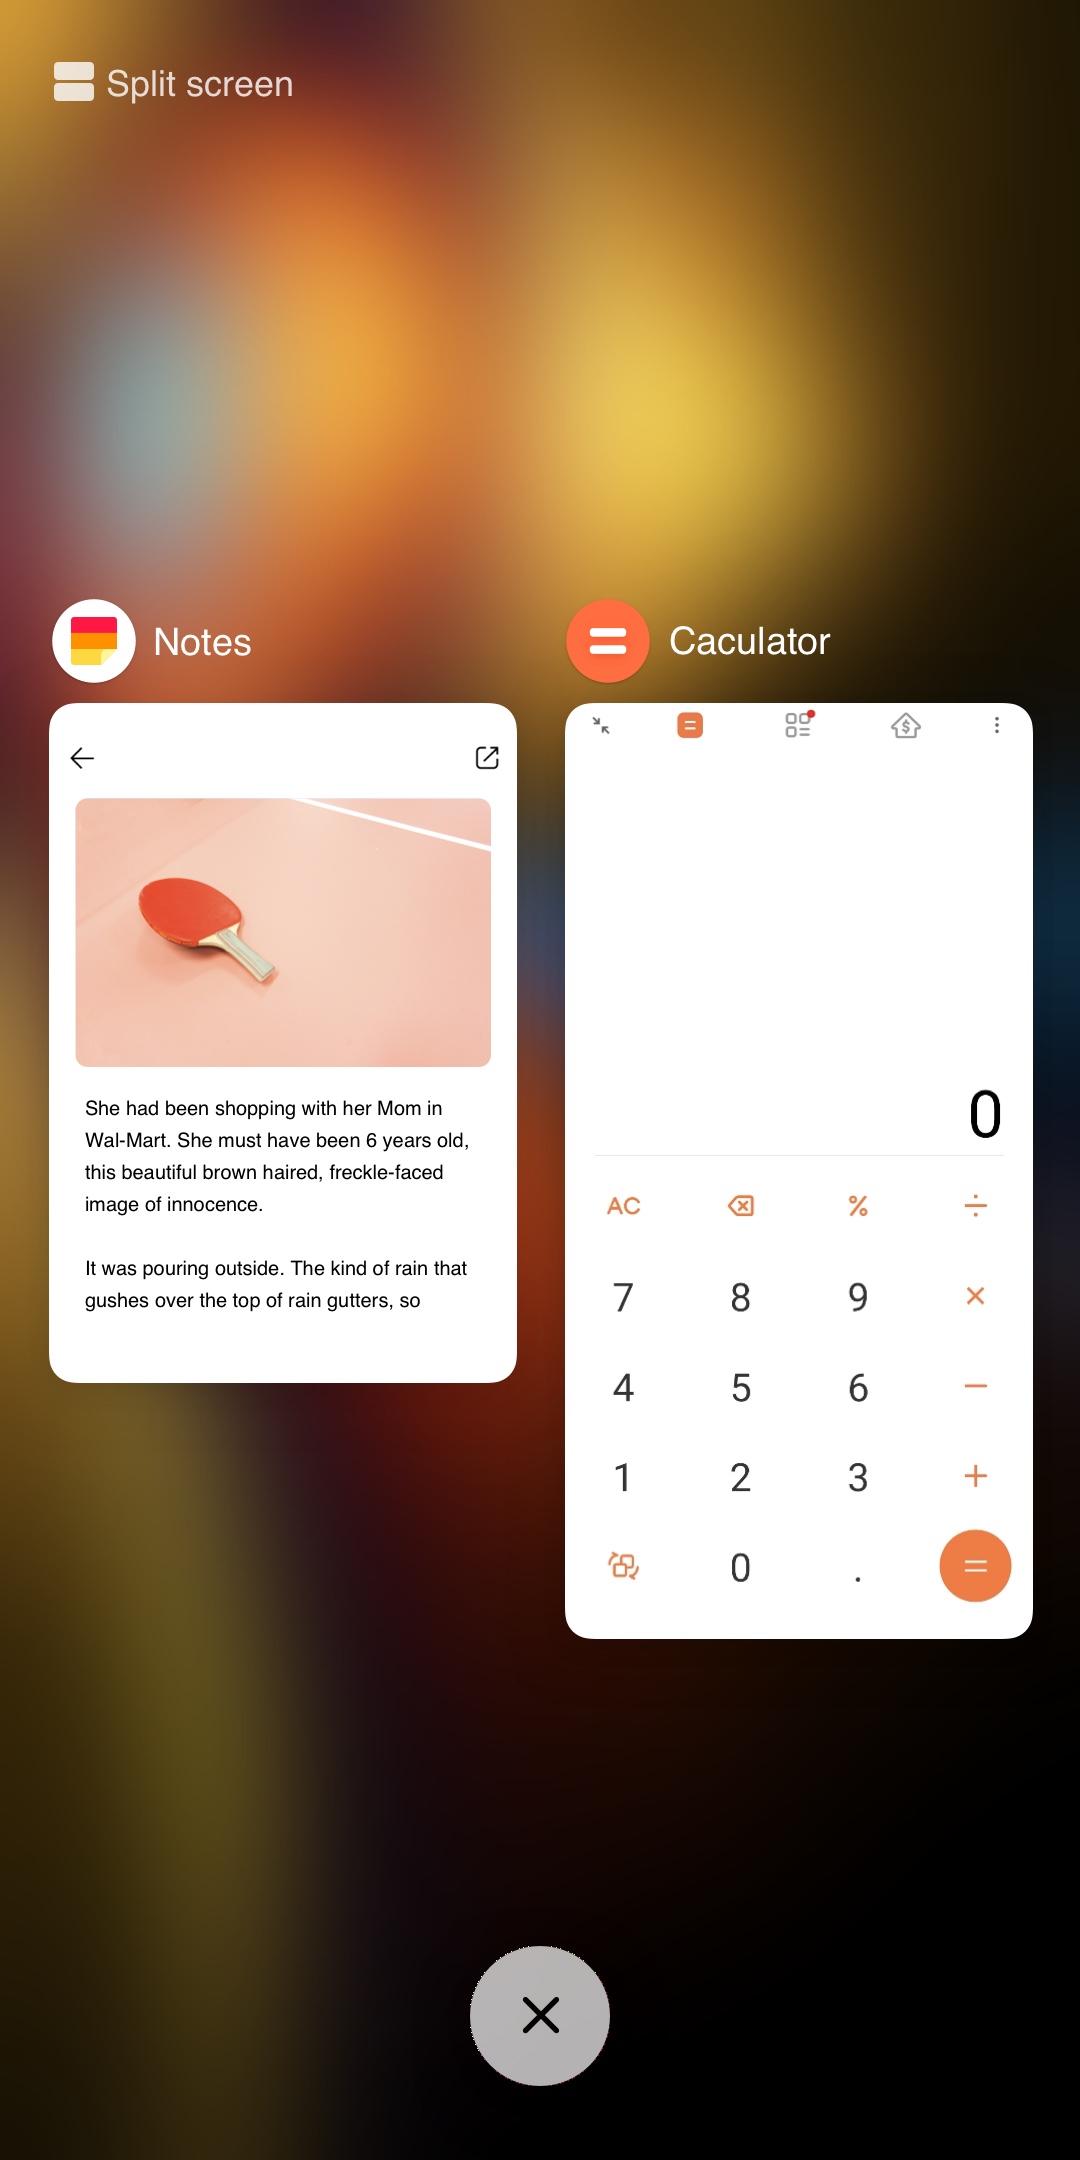 Split screen
Notes
Caculator
She had been shopping with her Mom in
Wal-Mart. She must have been 6 years old,
this beautiful brown haired, freckle-faced
image of innocence.
It was pouring outside. The kind of rain that
gushes over the top of rain gutters, so
0
AC % ÷
7 8 9 ×
4 5 6 −
1 2 3 +
0 . =